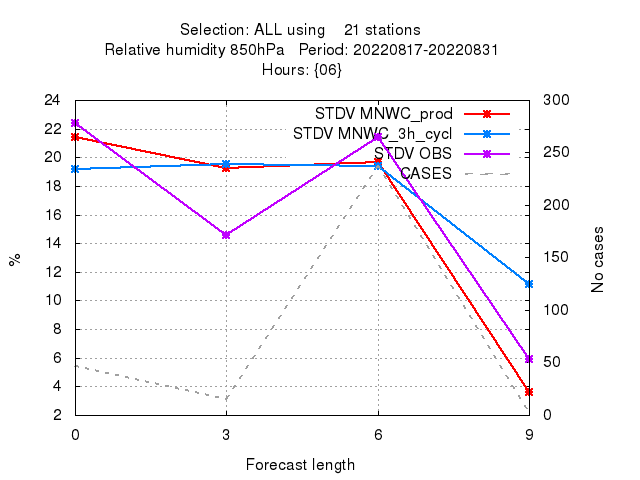 Selection: ALL using    21 stations
Relative humidity 850hPa   Period: 20220817-20220831
Hours: {06}
STDV MNWC_prod
STDV MNWC_3h_cycl
STDV OBS
CASES
24
22
20
18
16
14
12
10
8
6
4
2
%
300
250
200
150
100
50
0
No cases
0 3 6 9
Forecast length